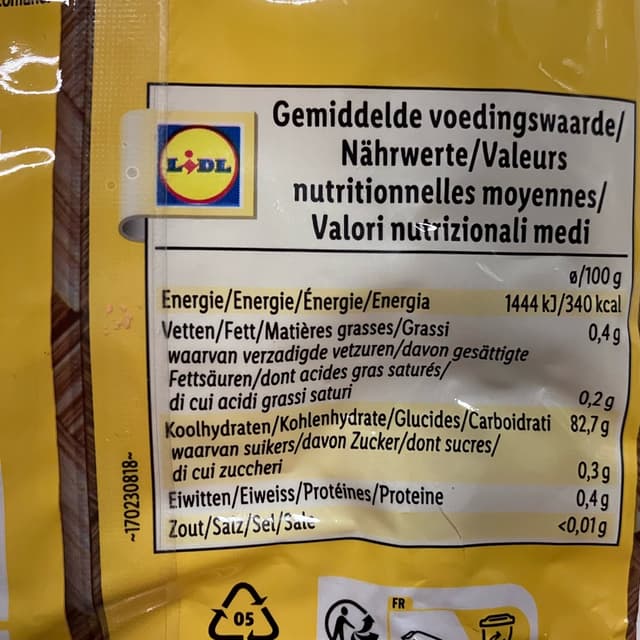 LiDL
Gemiddelde voedingswaarde/
Nährwerte/Valeurs
nutritionnelles moyennes/
Valori nutrizionali medi
ø/100 g
Energie/Energie/Énergie/Energia 1444 kJ/340 kcal
Vetten/Fett/Matières grasses/Grassi 0,4 g
waarvan verzadigde vetzuren/davon gesättigte
Fettsäuren/dont acides gras saturés/
di cui acidi grassi saturi 0,2 g
Koolhydraten/Kohlenhydrate/Glucides/Carboidrati 82,7 g
waarvan suikers/davon Zucker/dont sucres/
di cui zuccheri 0,3 g
Eiwitten/Eiweiss/Protéines/Proteine 0,4 g
Zout/Salz/Sel/Sale <0,01 g
~170230818~
05
FR